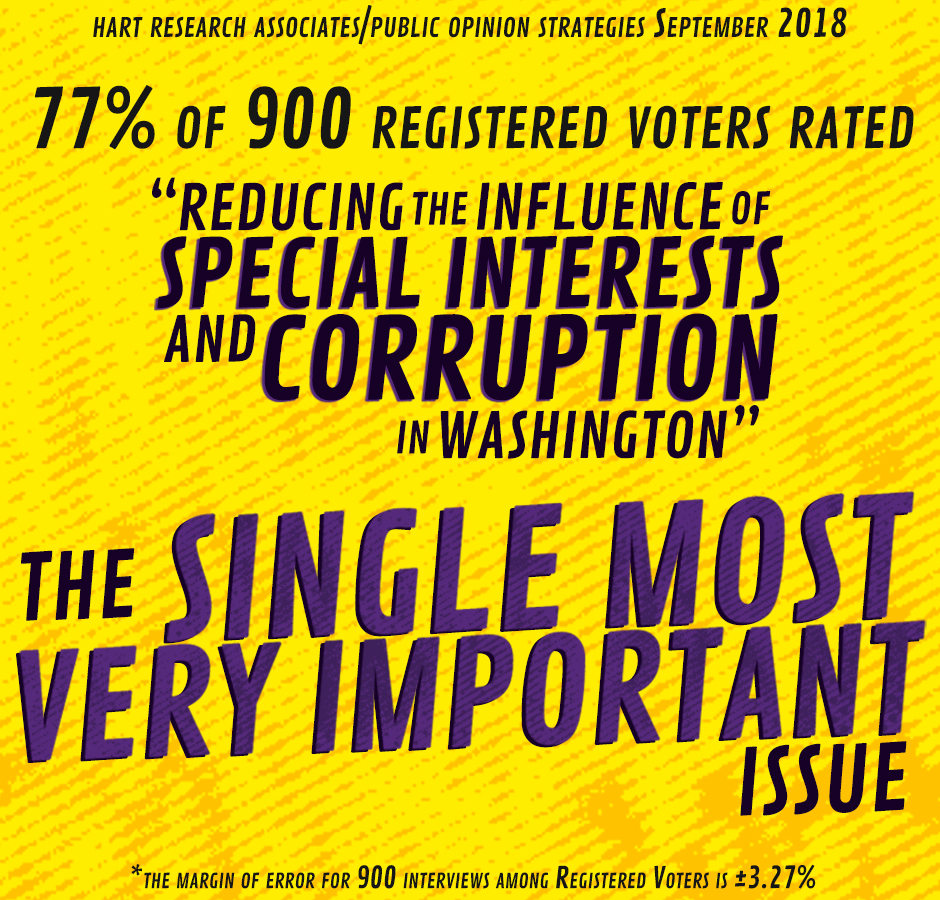 HART RESEARCH ASSOCIATES/PUBLIC OPINION STRATEGIES SEPTEMBER 2018
77% OF 900 REGISTERED VOTERS RATED
“REDUCING THE INFLUENCE OF
SPECIAL INTERESTS
AND CORRUPTION
IN WASHINGTON”
THE SINGLE MOST
VERY IMPORTANT
ISSUE
*THE MARGIN OF ERROR FOR 900 INTERVIEWS AMONG REGISTERED VOTERS IS ±3.27%